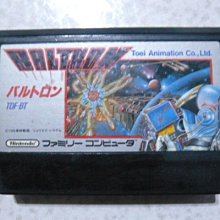 BALTRON
Toei Animation Co., Ltd.
バルトロン
TDF-BT
Nintendo ファミリーコンピュータ